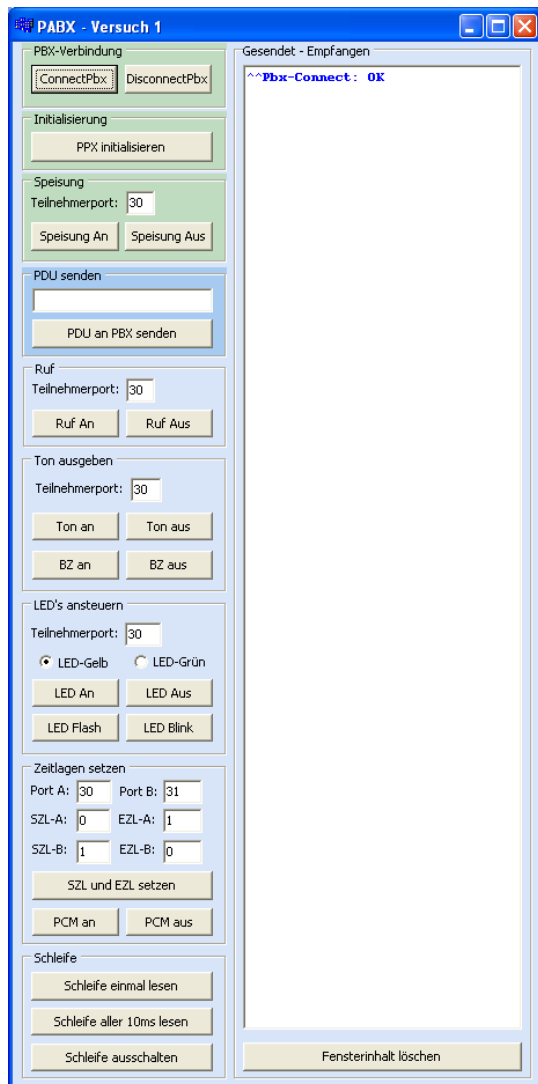 PABX - Versuch 1
PBX-Verbindung
ConnectPbx DisconnectPbx
Initialisierung
PPX initialisieren
Speisung
Teilnehmerport: 30
Speisung An Speisung Aus
PDU senden
PDU an PBX senden
Ruf
Teilnehmerport: 30
Ruf An Ruf Aus
Ton ausgeben
Teilnehmerport: 30
Ton an Ton aus
BZ an BZ aus
LED's ansteuern
Teilnehmerport: 30
LED-Gelb LED-Grün
LED An LED Aus
LED Flash LED Blink
Zeitlagen setzen
Port A: 30 Port B: 31
SZL-A: 0 EZL-A: 1
SZL-B: 1 EZL-B: 0
SZL und EZL setzen
PCM an PCM aus
Schleife
Schleife einmal lesen
Schleife aller 10ms lesen
Schleife ausschalten
Gesendet - Empfangen
^^Pbx-Connect: OK
Fensterinhalt löschen